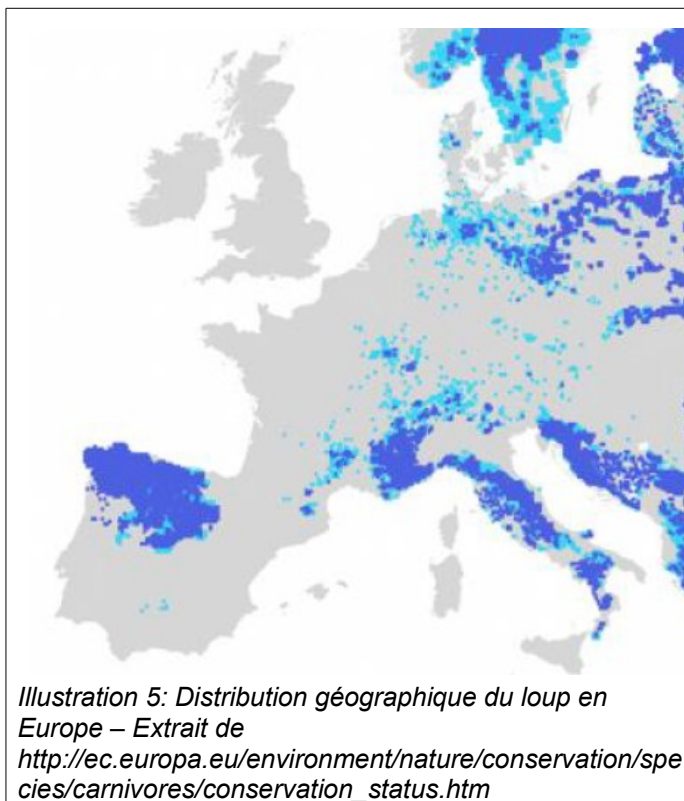 Illustration 5: Distribution géographique du loup en
Europe – Extrait de
http://ec.europa.eu/environment/nature/conservation/spe
cies/carnivores/conservation_status.htm